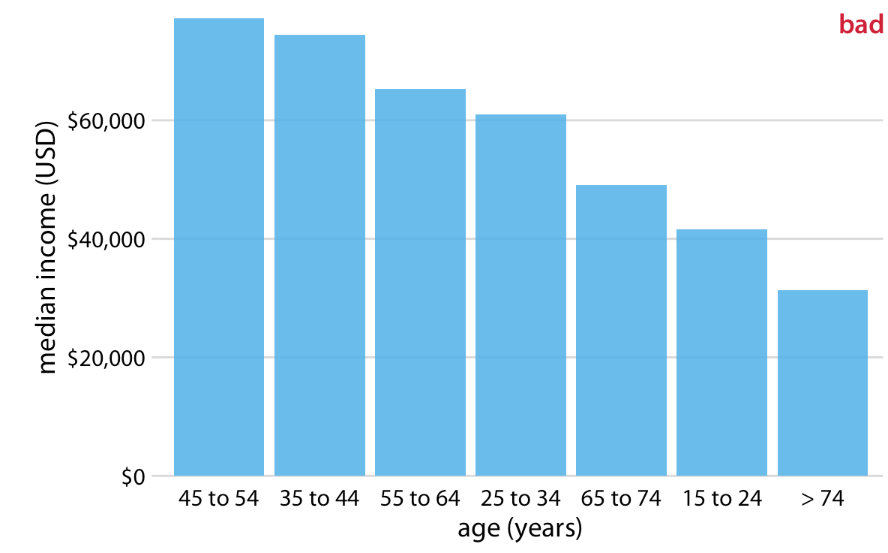 bad
$60,000
$40,000
$20,000
$0
median income (USD)
45 to 54 35 to 44 55 to 64 25 to 34 65 to 74 15 to 24 > 74
age (years)